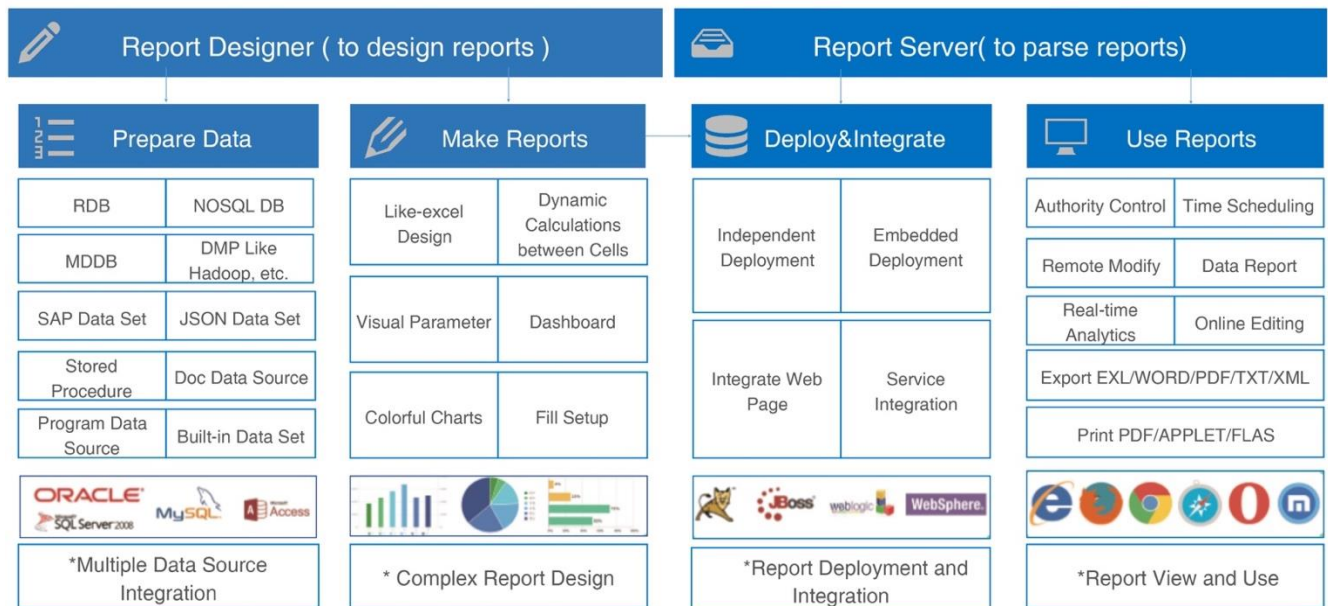 Report Designer ( to design reports )
Report Server( to parse reports)
Prepare Data
RDB
NOSQL DB
MDDB
DMP Like
Hadoop, etc.
SAP Data Set
JSON Data Set
Stored
Procedure
Doc Data Source
Program Data
Source
Built-in Data Set
ORACLE
SQL Server 2008
MySQL
Microsoft
Access
*Multiple Data Source
Integration
Make Reports
Like-excel
Design
Dynamic
Calculations
between Cells
Visual Parameter
Dashboard
Colorful Charts
Fill Setup
* Complex Report Design
Deploy&Integrate
Independent
Deployment
Embedded
Deployment
Integrate Web
Page
Service
Integration
JBoss
weblogic
WebSphere.
*Report Deployment and
Integration
Use Reports
Authority Control
Time Scheduling
Remote Modify
Data Report
Real-time
Analytics
Online Editing
Export EXL/WORD/PDF/TXT/XML
Print PDF/APPLET/FLAS
*Report View and Use